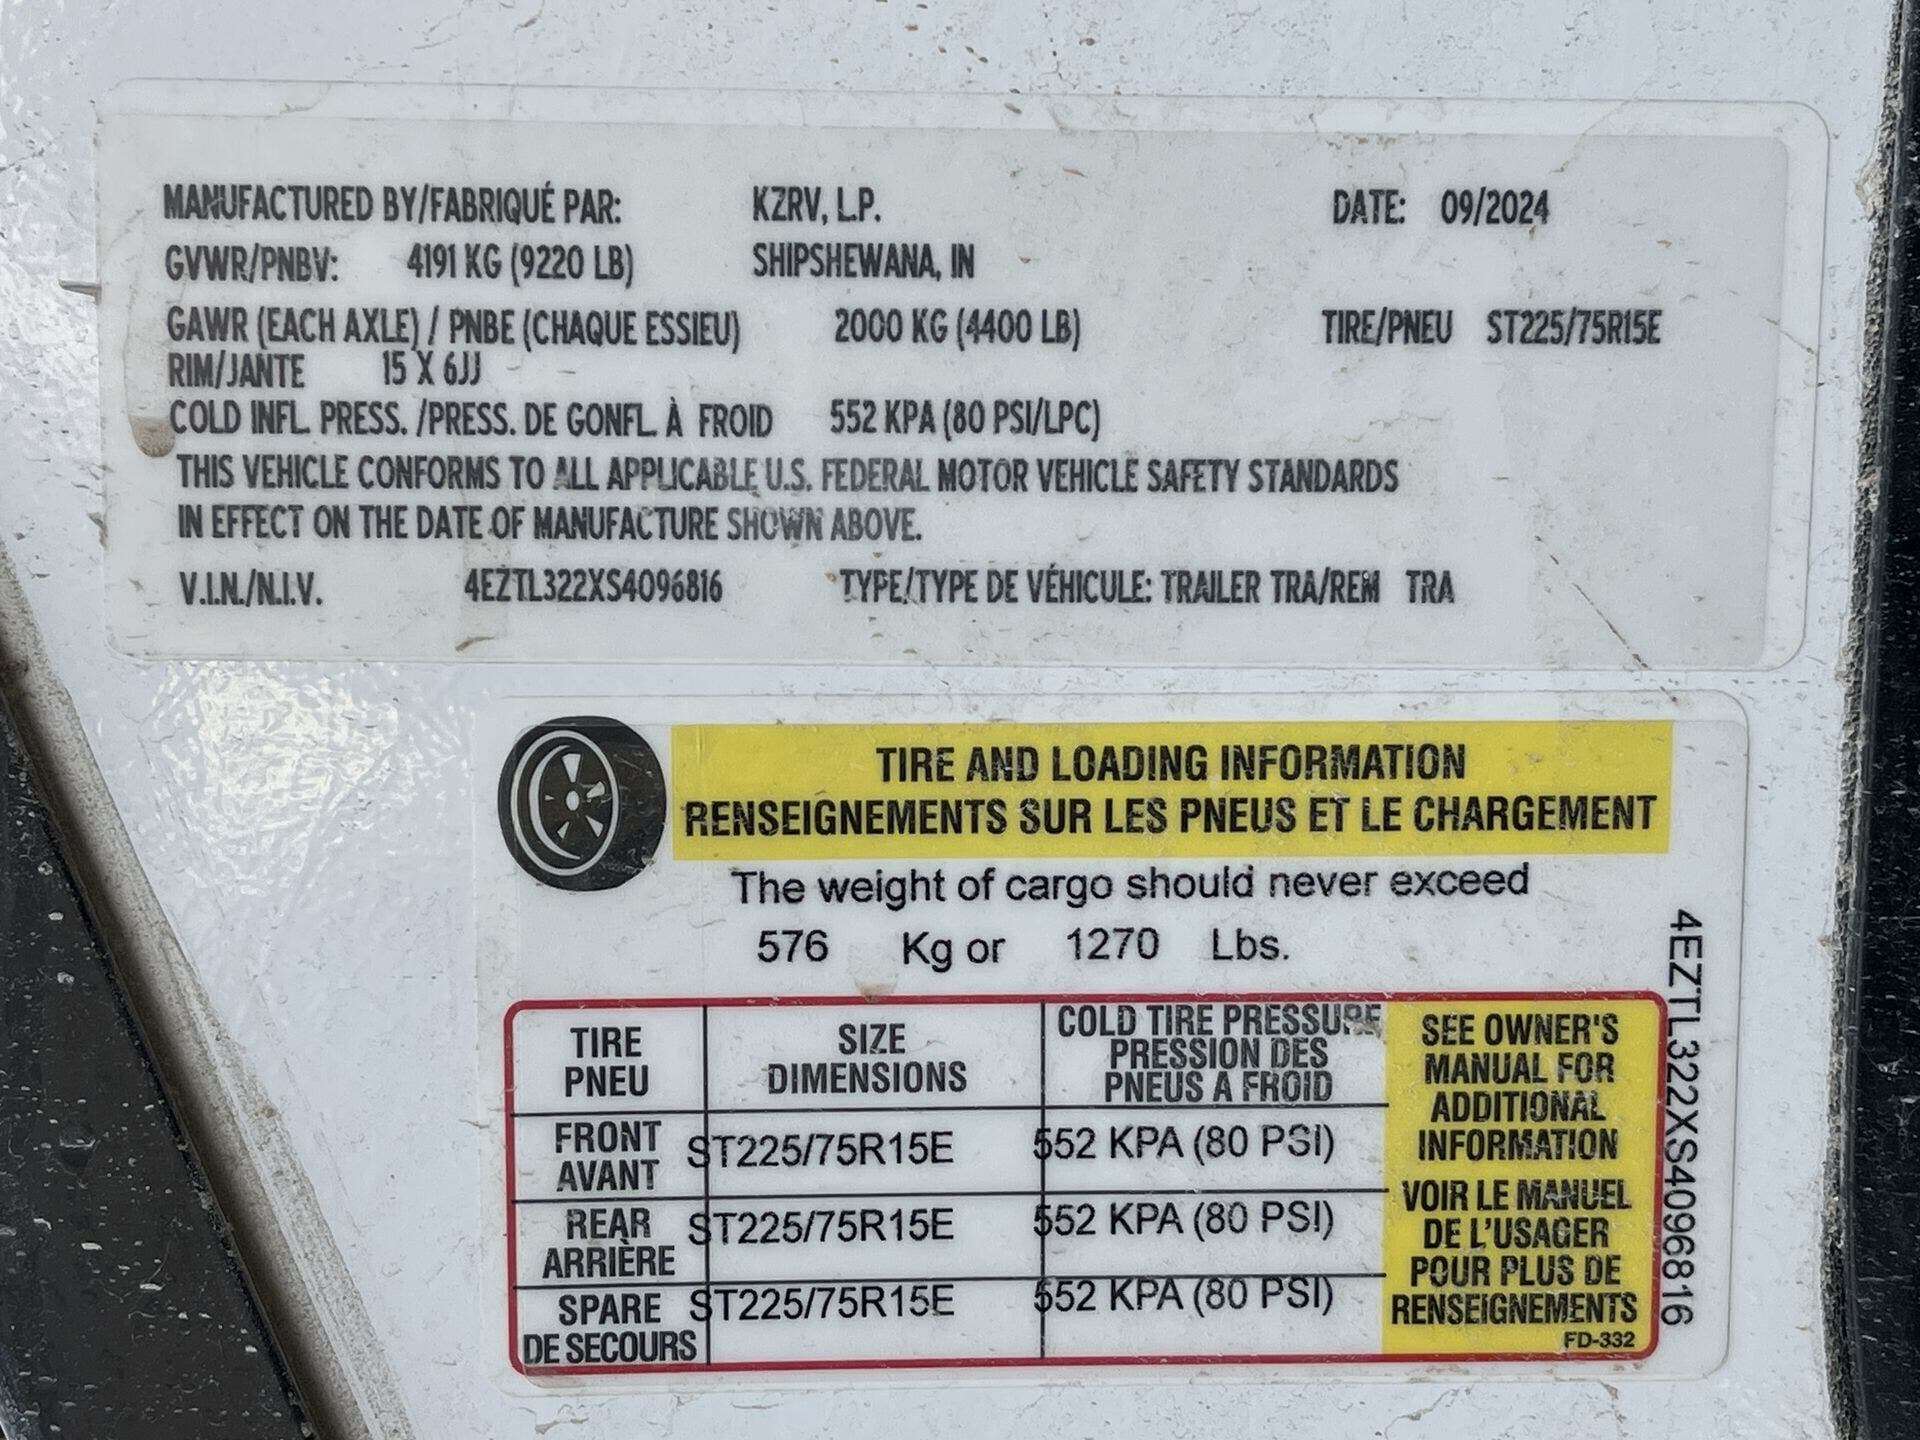 MANUFACTURED BY/FABRIQUÉ PAR: KZRV, L.P. DATE: 09/2024
GVWR/PNBV: 4191 KG (9220 LB) SHIPSHEWANA, IN
GAWR (EACH AXLE) / PNBE (CHAQUE ESSIEU) 2000 KG (4400 LB) TIRE/PNEU ST225/75R15E
RIM/JANTE 15 X 6JJ
COLD INFL. PRESS. /PRESS. DE GONFL. À FROID 552 KPA (80 PSI/LPC)
THIS VEHICLE CONFORMS TO ALL APPLICABLE U.S. FEDERAL MOTOR VEHICLE SAFETY STANDARDS
IN EFFECT ON THE DATE OF MANUFACTURE SHOWN ABOVE.
V.I.N./N.I.V. 4EZTL322XS4096816 TYPE/TYPE DE VÉHICULE: TRAILER TRA/REM TRA
TIRE AND LOADING INFORMATION
RENSEIGNEMENTS SUR LES PNEUS ET LE CHARGEMENT
The weight of cargo should never exceed
576 Kg or 1270 Lbs.
TIRE
PNEU
SIZE
DIMENSIONS
COLD TIRE PRESSURE
PRESSION DES
PNEUS A FROID
FRONT
AVANT
ST225/75R15E
552 KPA (80 PSI)
REAR
ARRIÈRE
ST225/75R15E
552 KPA (80 PSI)
SPARE
DE SECOURS
ST225/75R15E
552 KPA (80 PSI)
SEE OWNER'S
MANUAL FOR
ADDITIONAL
INFORMATION
VOIR LE MANUEL
DE L'USAGER
POUR PLUS DE
RENSEIGNEMENTS
FD-332
4EZTL322XS4096816